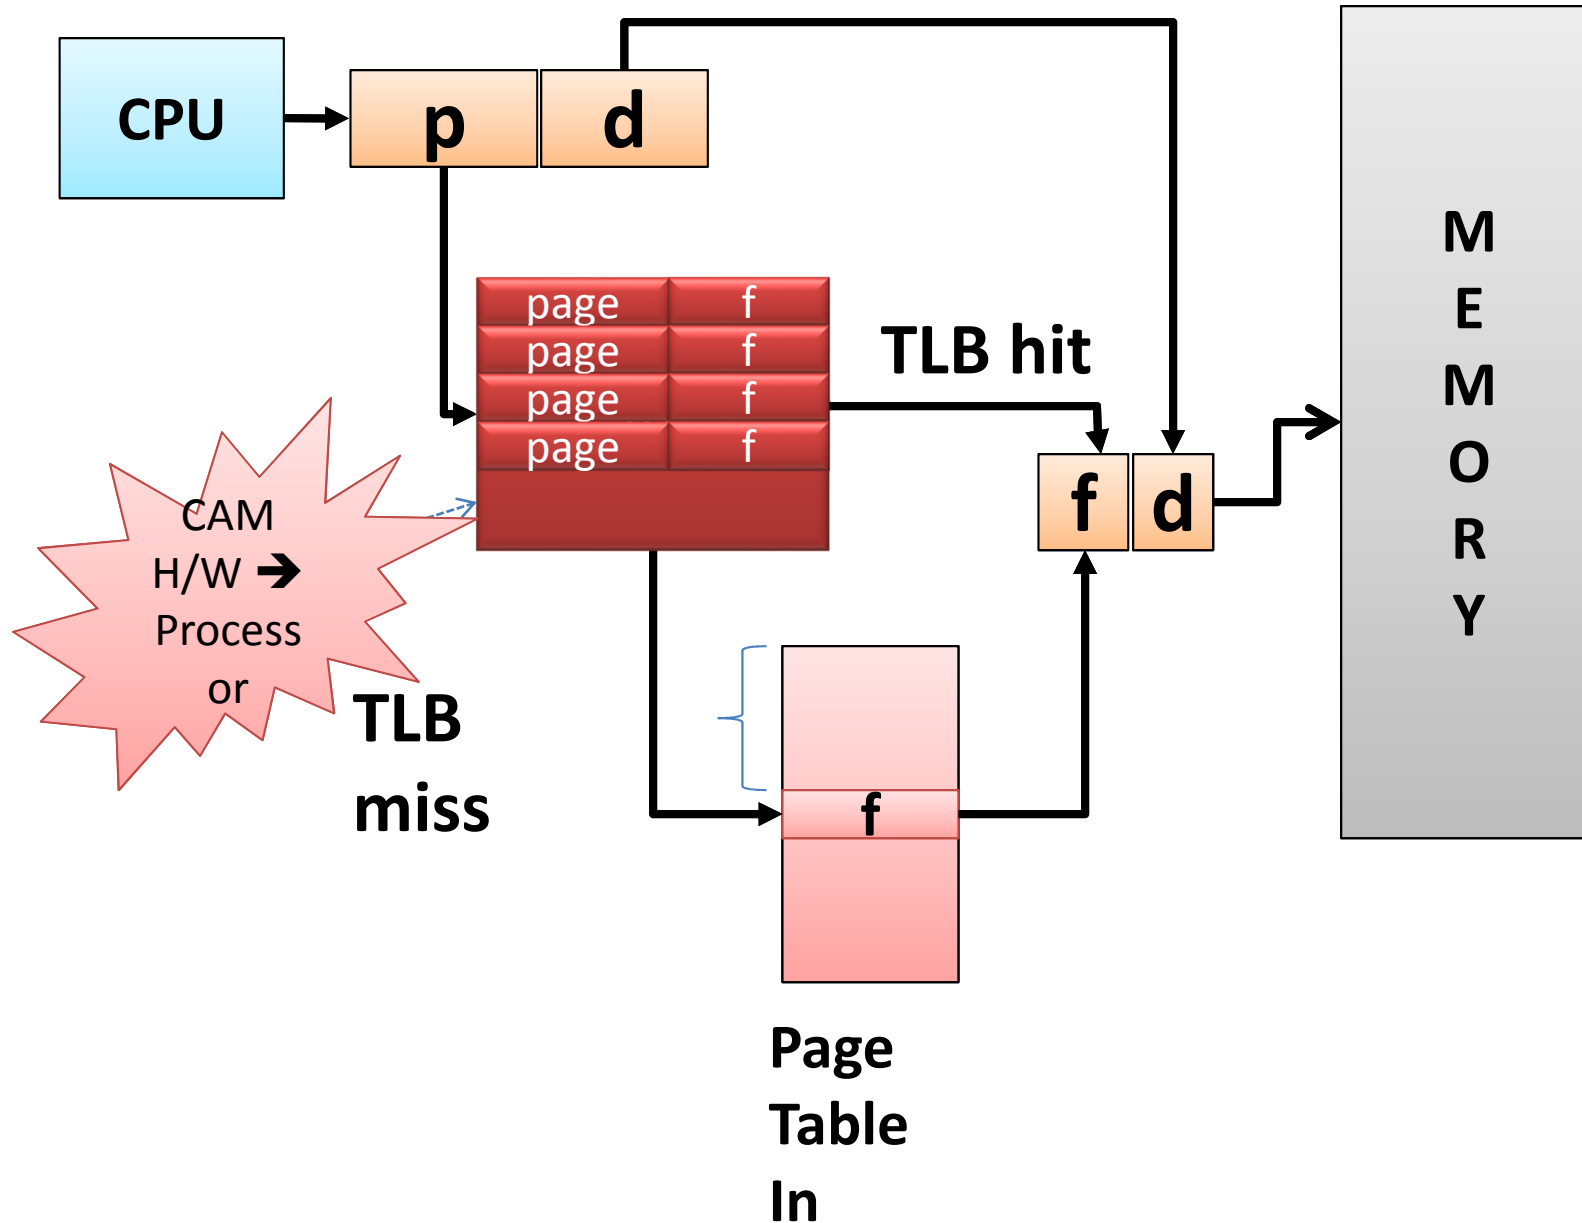 CPU
p
d
page f
page f
page f
page f
TLB hit
CAM
H/W ➔
Process
or
TLB
miss
f
d
f
Page
Table
In
M
E
M
O
R
Y